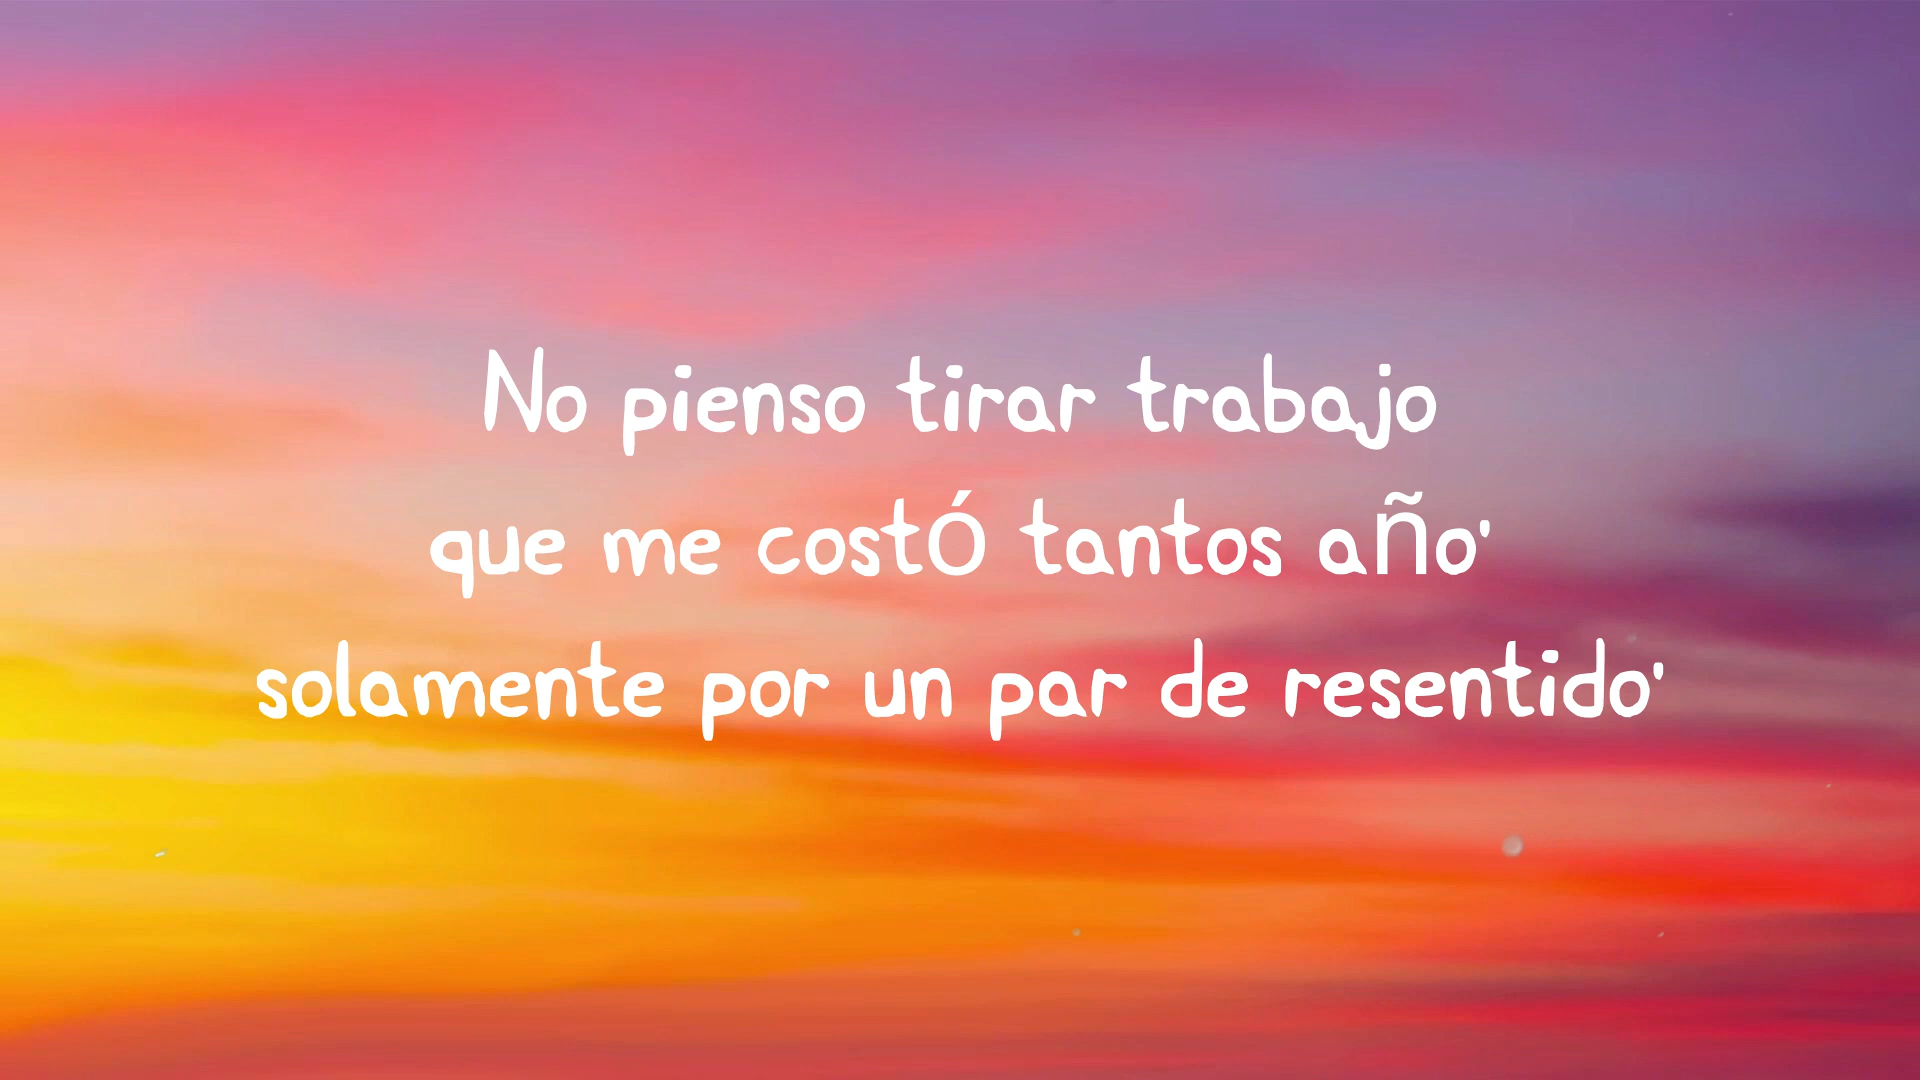 No pienso tirar trabajo
que me costó tantos año'
solamente por un par de resentido'